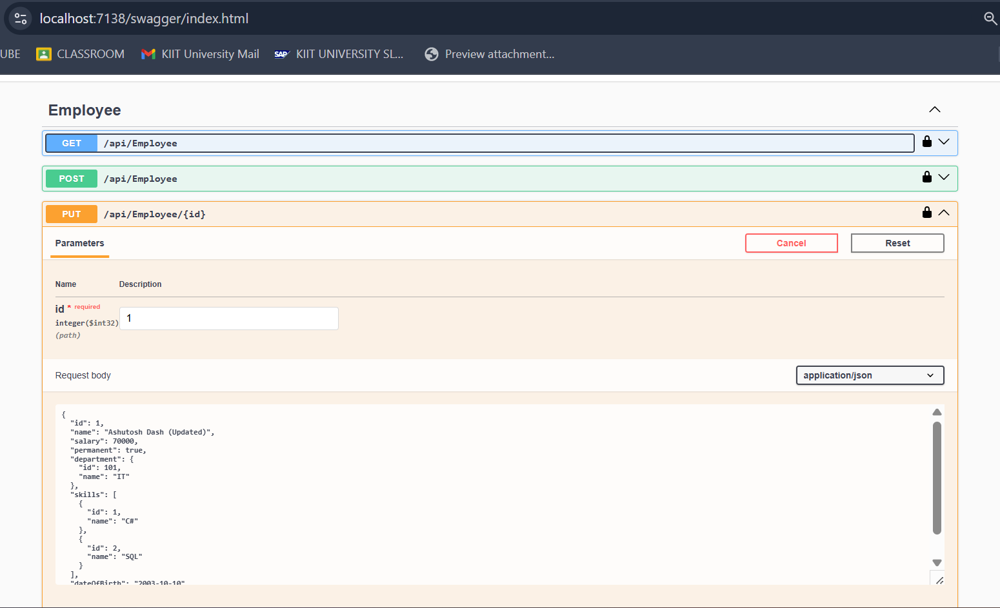 localhost:7138/swagger/index.html
UBE CLASSROOM KIIT University Mail SAP KIIT UNIVERSITY SL... Preview attachment...
Employee
GET /api/Employee
POST /api/Employee
PUT /api/Employee/{id}
Parameters Cancel Reset
Name Description
id * required
integer($int32) 1
(path)
Request body application/json
{
"id": 1,
"name": "Ashutosh Dash (Updated)",
"salary": 70000,
"permanent": true,
"department": {
"id": 101,
"name": "IT"
},
"skills": [
{
"id": 1,
"name": "C#"
},
{
"id": 2,
"name": "SQL"
}
],
"dateOfBirth": "2003-10-10"